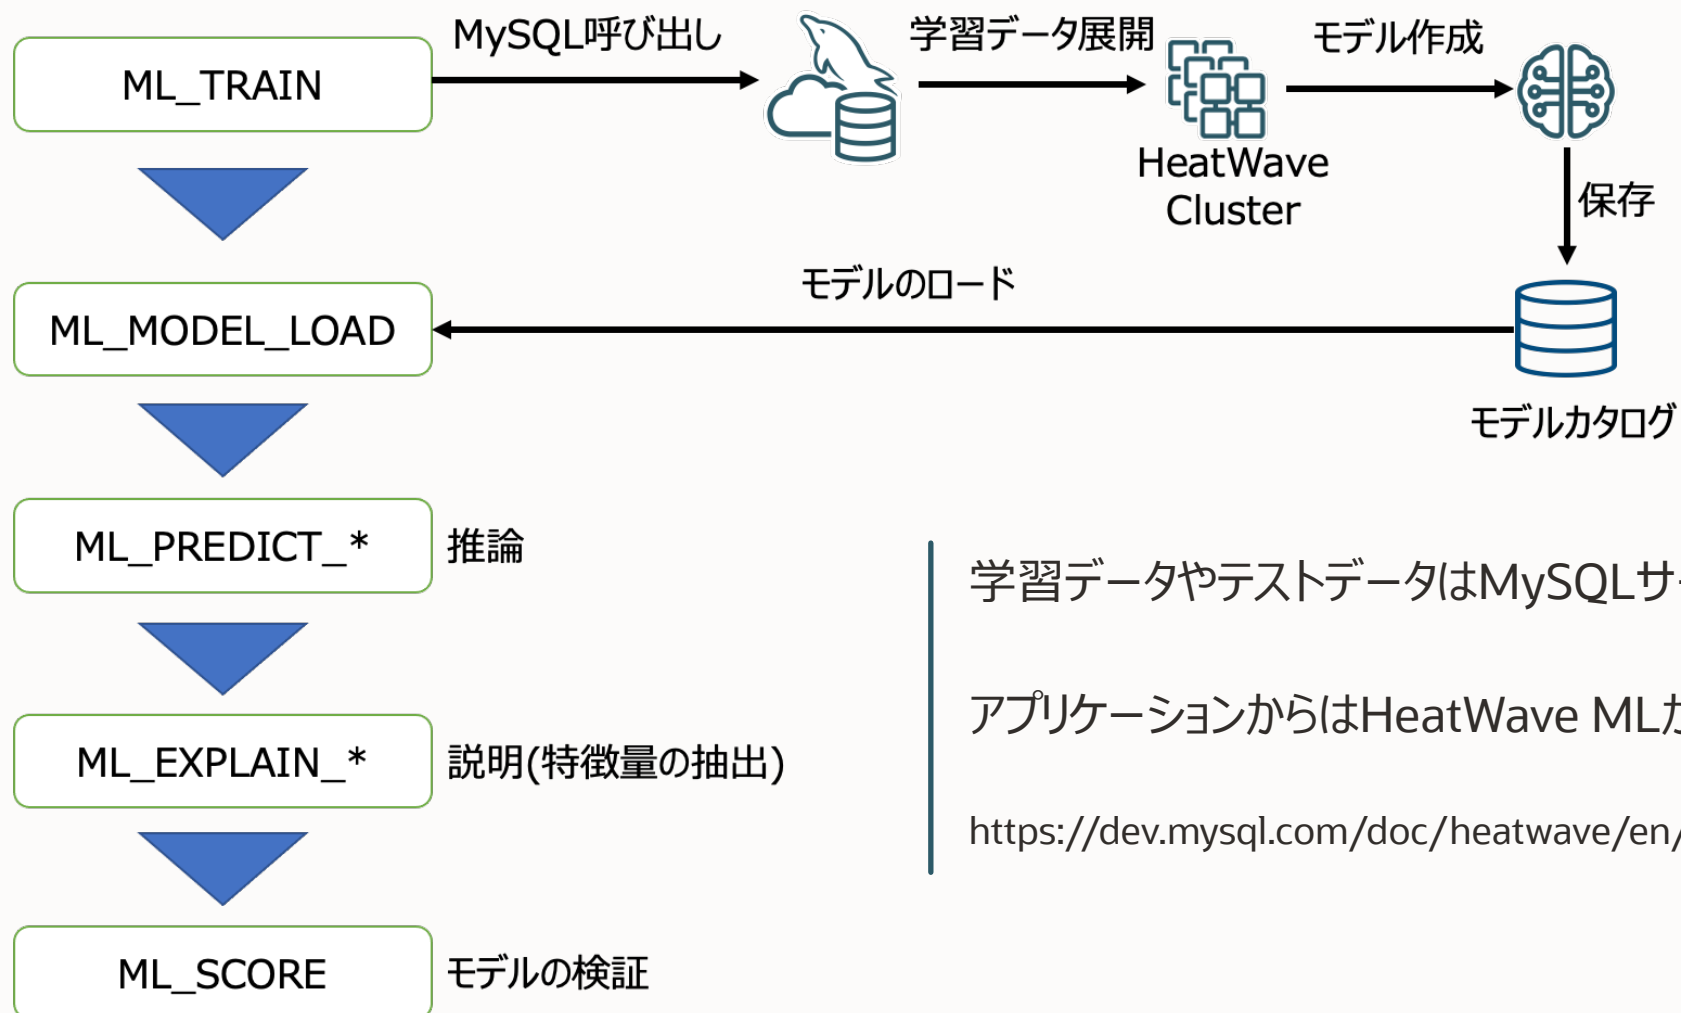 MySQL呼び出し
学習データ展開
モデル作成
ML_TRAIN
HeatWave
Cluster
保存
モデルのロード
ML_MODEL_LOAD
モデルカタログ
ML_PREDICT_*
推論
学習データやテストデータはMySQLサ
アプリケーションからはHeatWave ML
ML_EXPLAIN_*
説明(特徴量の抽出)
https://dev.mysql.com/doc/heatwave/en/
ML_SCORE
モデルの検証